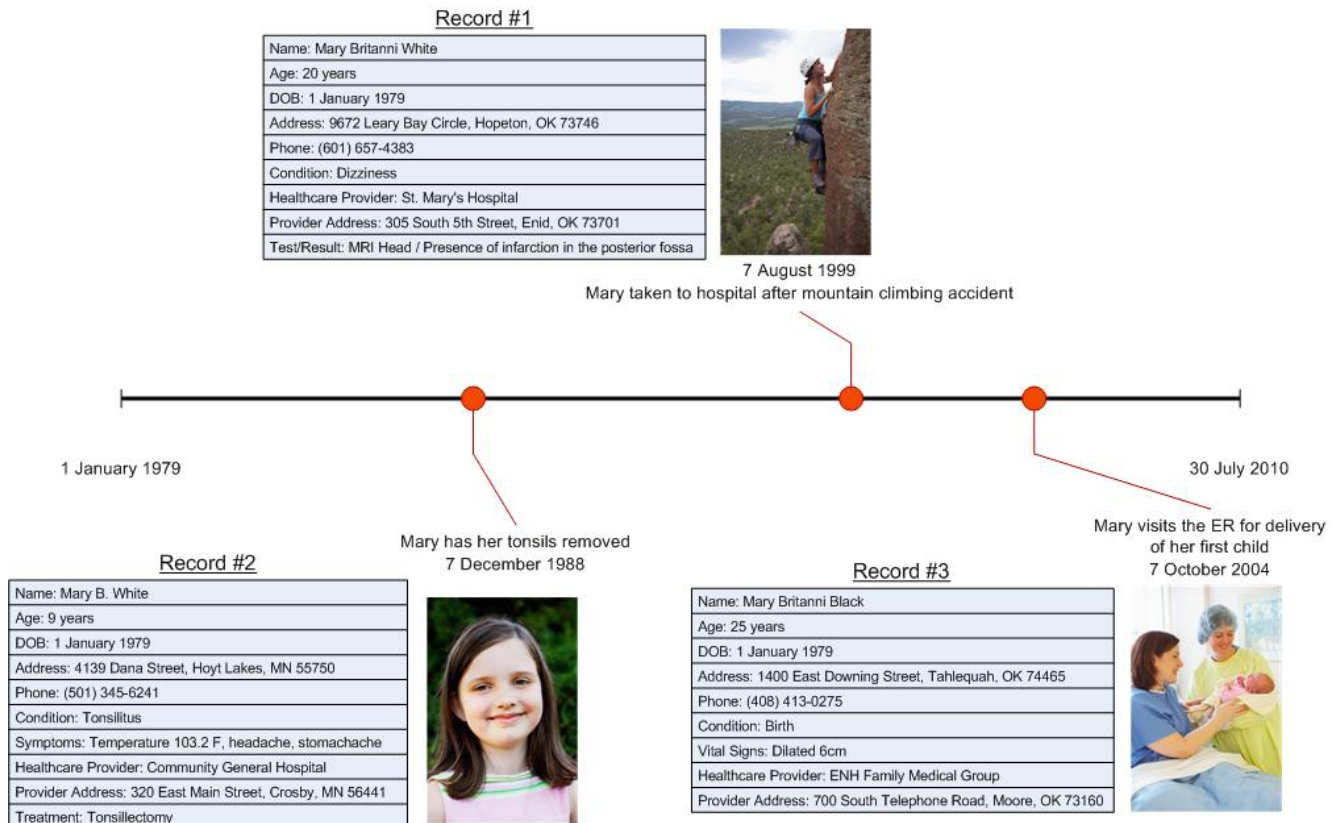 Record #1
Name: Mary Britanni White
Age: 20 years
DOB: 1 January 1979
Address: 9672 Leary Bay Circle, Hopeton, OK 73746
Phone: (601) 657-4383
Condition: Dizziness
Healthcare Provider: St. Mary's Hospital
Provider Address: 305 South 5th Street, Enid, OK 73701
Test/Result: MRI Head / Presence of infarction in the posterior fossa
7 August 1999
Mary taken to hospital after mountain climbing accident
1 January 1979
30 July 2010
Mary has her tonsils removed
7 December 1988
Mary visits the ER for delivery
of her first child
7 October 2004
Record #2
Name: Mary B. White
Age: 9 years
DOB: 1 January 1979
Address: 4139 Dana Street, Hoyt Lakes, MN 55750
Phone: (501) 345-6241
Condition: Tonsilitus
Symptoms: Temperature 103.2 F, headache, stomachache
Healthcare Provider: Community General Hospital
Provider Address: 320 East Main Street, Crosby, MN 56441
Treatment: Tonsillectomy
Record #3
Name: Mary Britanni Black
Age: 25 years
DOB: 1 January 1979
Address: 1400 East Downing Street, Tahlequah, OK 74465
Phone: (408) 413-0275
Condition: Birth
Vital Signs: Dilated 6cm
Healthcare Provider: ENH Family Medical Group
Provider Address: 700 South Telephone Road, Moore, OK 73160